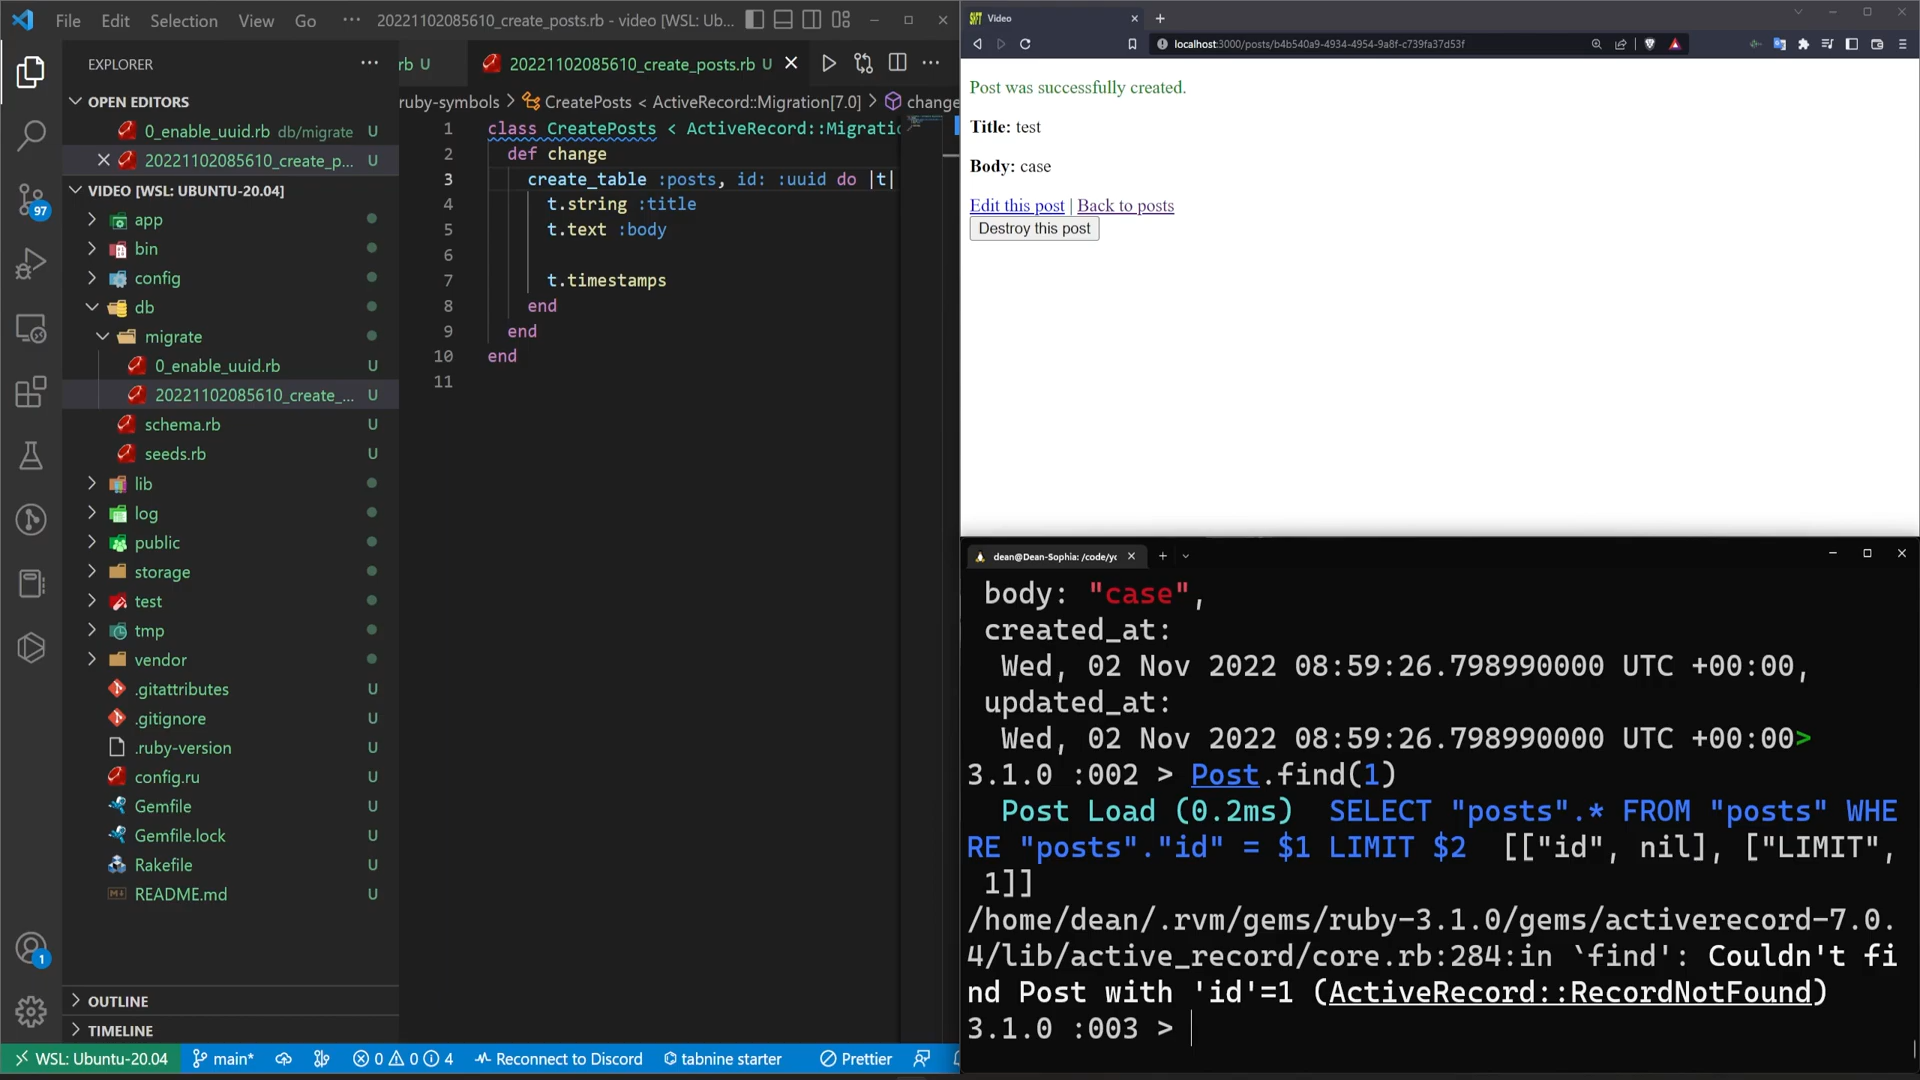 File Edit Selection View Go ··· 20221102085610_create_posts.rb - video [WSL: Ub...
EXPLORER ···
OPEN EDITORS
0_enable_uuid.rb db/migrate U
20221102085610_create_p... U
VIDEO [WSL: UBUNTU-20.04]
app
bin
config
db
migrate
0_enable_uuid.rb U
20221102085610_create_... U
schema.rb U
seeds.rb U
lib
log
public
storage
test
tmp
vendor
.gitattributes U
.gitignore U
.ruby-version U
config.ru U
Gemfile U
Gemfile.lock U
Rakefile U
README.md U
OUTLINE
TIMELINE
97
1
rb U
20221102085610_create_posts.rb U
ruby-symbols > CreatePosts < ActiveRecord::Migration[7.0] > change
1 class CreatePosts < ActiveRecord::Migratio
2 def change
3 create_table :posts, id: :uuid do |t|
4 t.string :title
5 t.text :body
6
7 t.timestamps
8 end
9 end
10 end
11
WSL: Ubuntu-20.04 main* 0 0 4 Reconnect to Discord tabnine starter Prettier
Video
localhost:3000/posts/b4b540a9-4934-4954-9a8f-c739fa37d53f
Post was successfully created.
Title: test
Body: case
Edit this post | Back to posts
Destroy this post
dean@Dean-Sophia: /code/yc
body: "case",
created_at:
Wed, 02 Nov 2022 08:59:26.798990000 UTC +00:00,
updated_at:
Wed, 02 Nov 2022 08:59:26.798990000 UTC +00:00>
3.1.0 :002 > Post.find(1)
Post Load (0.2ms) SELECT "posts".* FROM "posts" WHE
RE "posts"."id" = $1 LIMIT $2 [["id", nil], ["LIMIT",
1]]
/home/dean/.rvm/gems/ruby-3.1.0/gems/activerecord-7.0.
4/lib/active_record/core.rb:284:in `find': Couldn't fi
nd Post with 'id'=1 (ActiveRecord::RecordNotFound)
3.1.0 :003 >